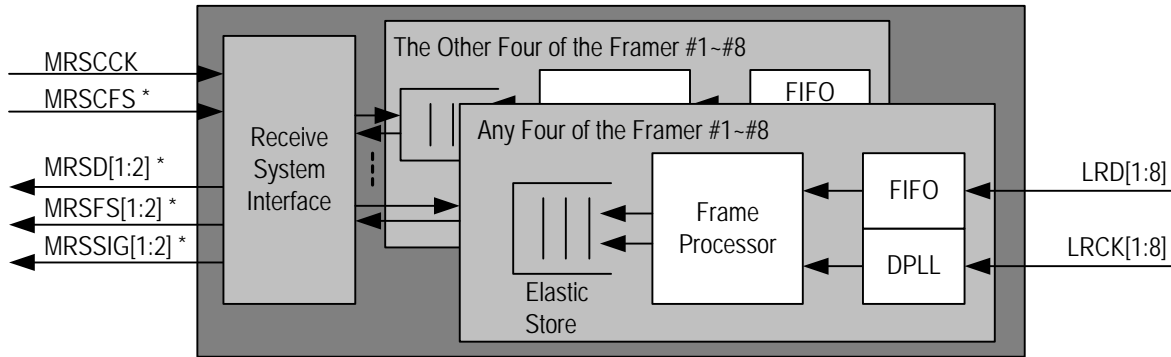 The Other Four of the Framer #1~#8
MRSCCK
MRSCFS *
FIFO
Any Four of the Framer #1~#8
Receive
System
Interface
MRSD[1:2] *
MRSFS[1:2] *
MRSSIG[1:2] *
Frame
Processor
FIFO
DPLL
LRD[1:8]
LRCK[1:8]
Elastic
Store